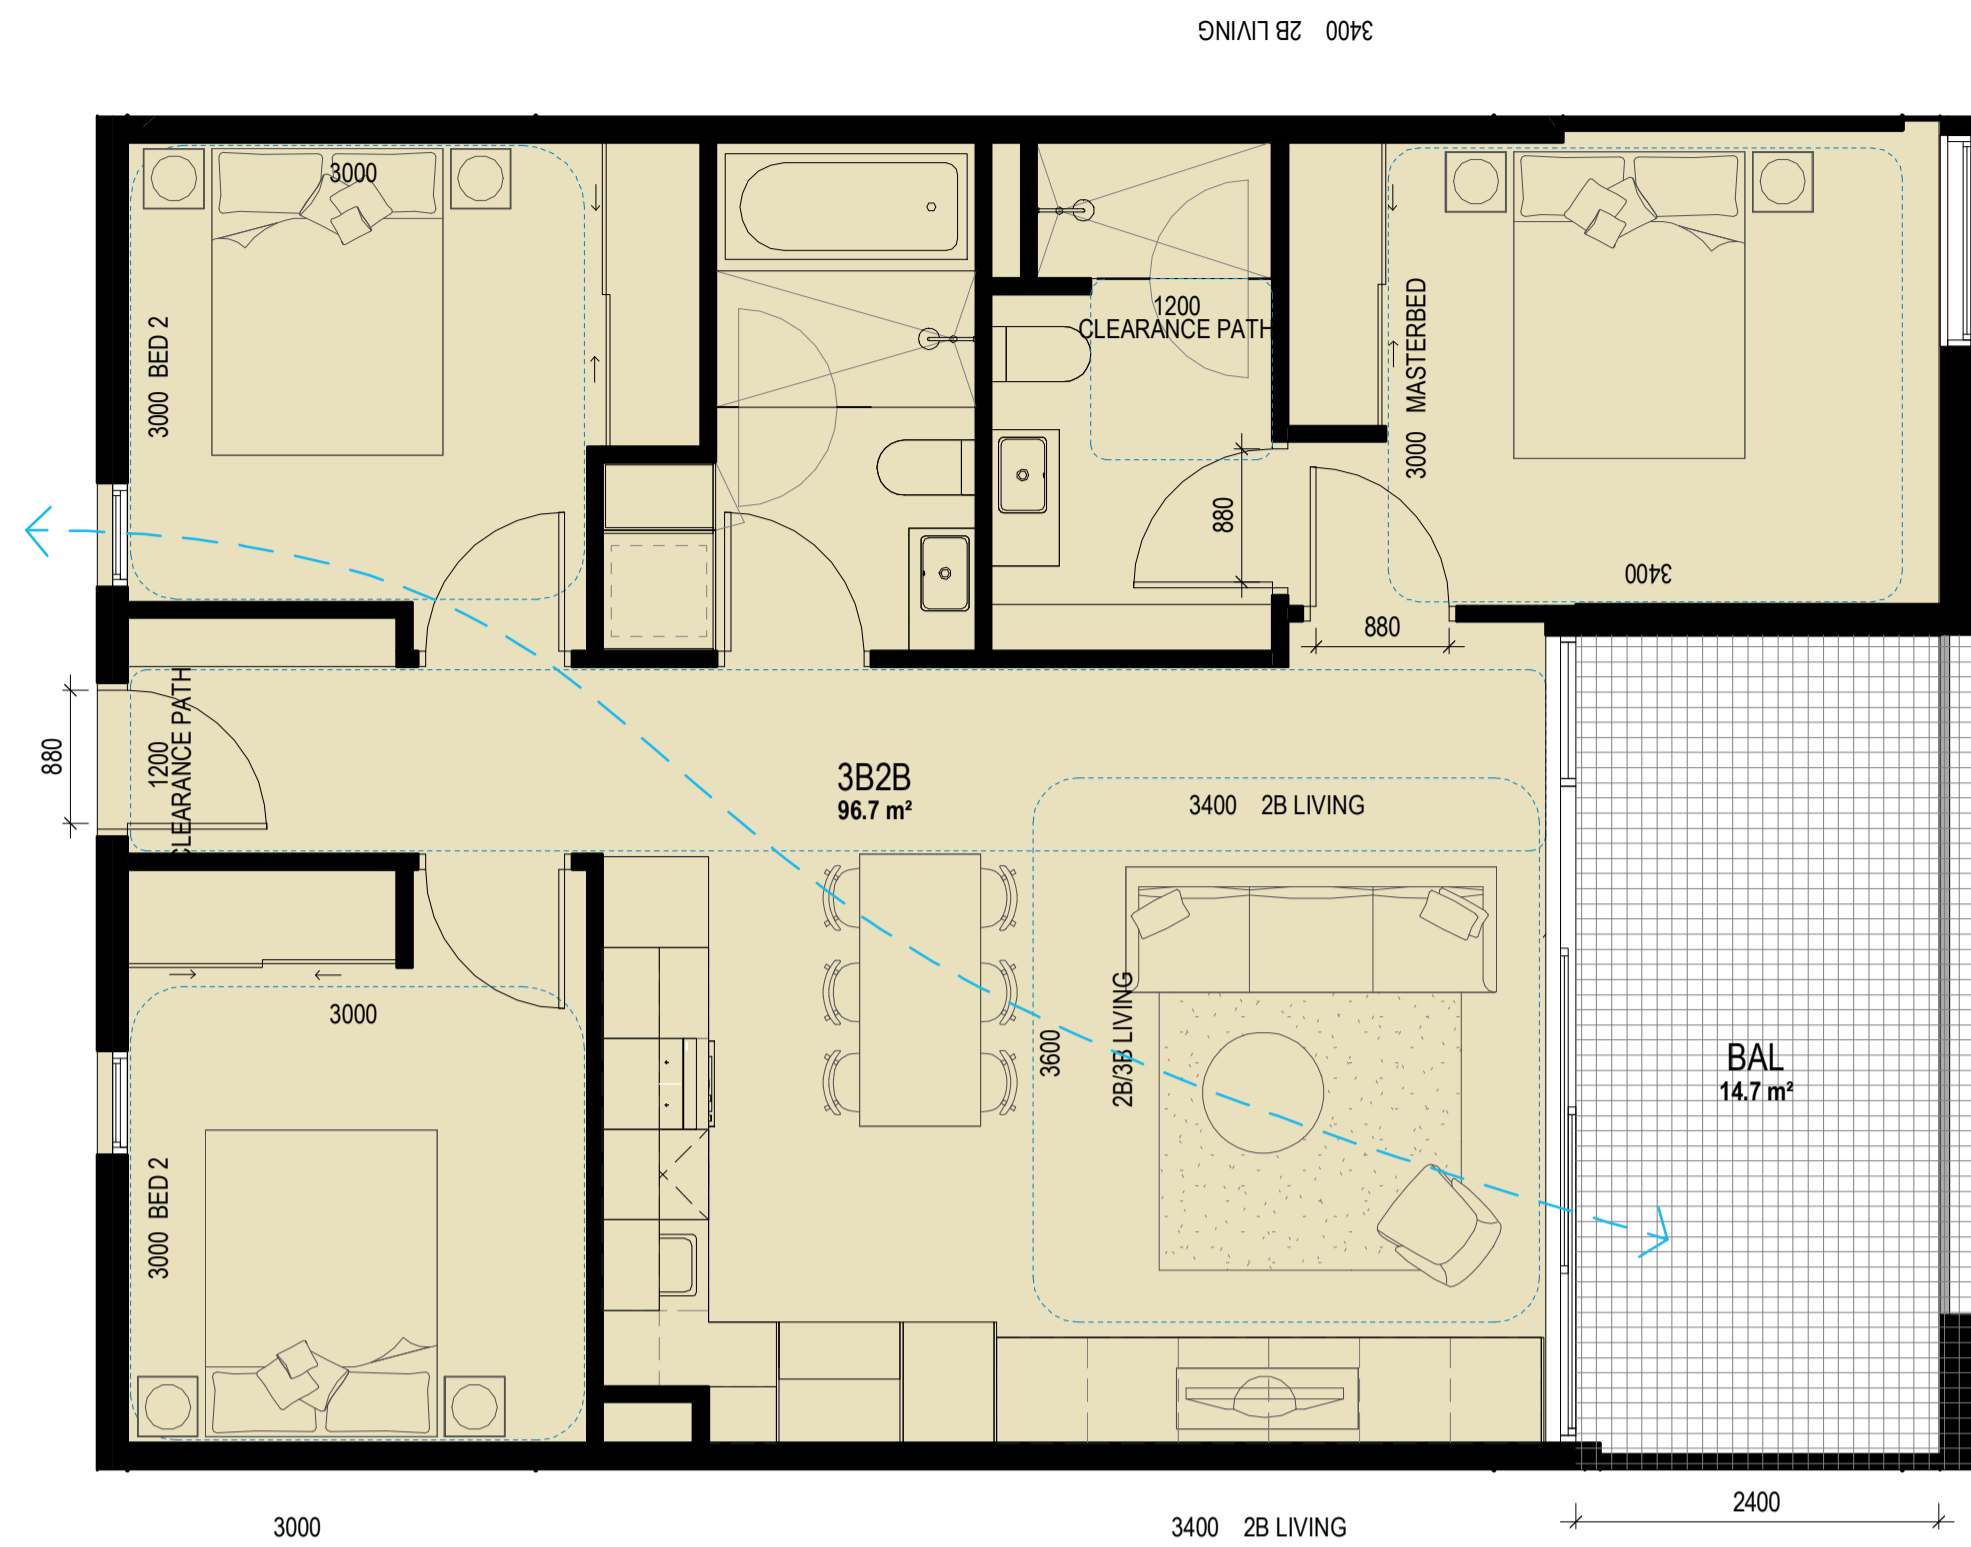 3400 2B LIVING
3000
3000 BED 2
1200
CLEARANCE PATH
3000 MASTERBED
880
3400
880
880
1200
CLEARANCE PATH
3B2B
96.7 m²
3400 2B LIVING
3000
3600
2B/3B LIVING
BAL
14.7 m²
3000 BED 2
3000
3400 2B LIVING
2400